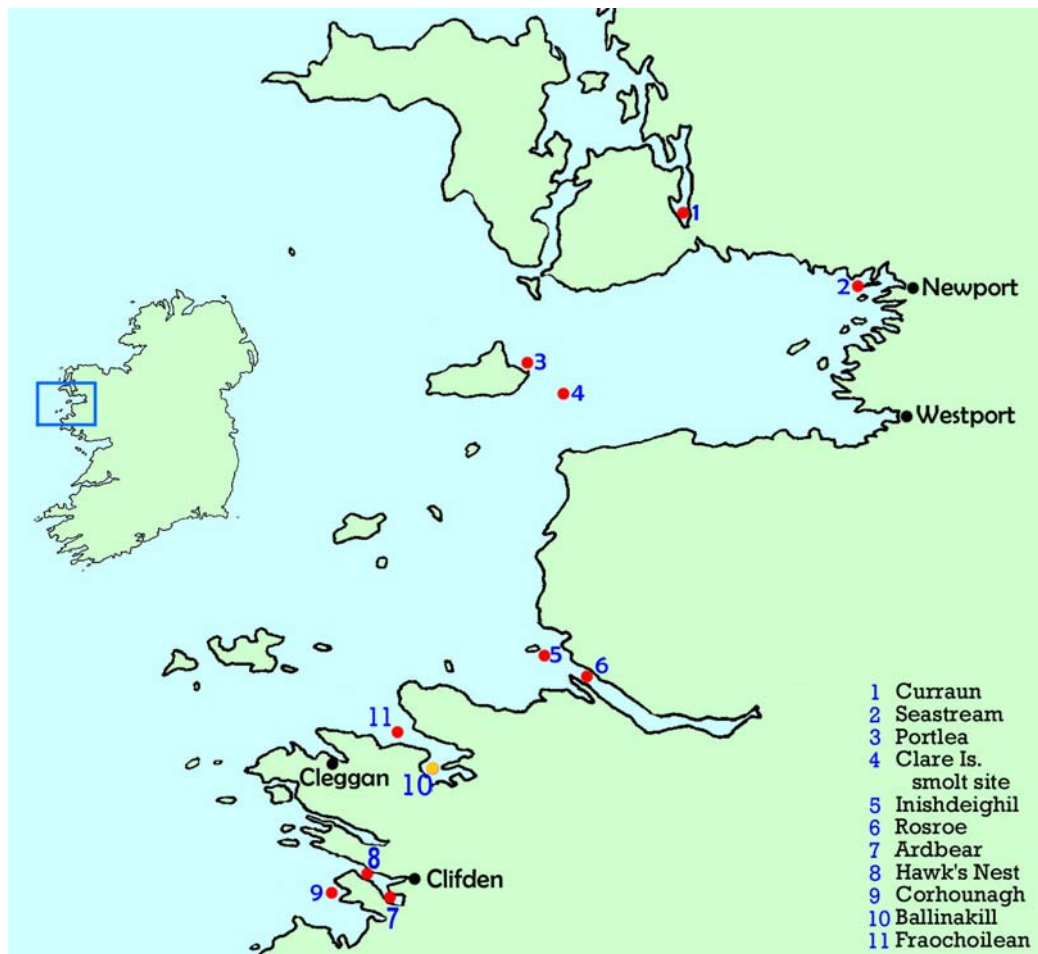 1
2
Newport
3
4
Westport
5
6
11
Cleggan
10
8
Clifden
9
7
1 Curraun
2 Seastream
3 Portlea
4 Clare Is.
smolt site
5 Inishdeighil
6 Rosroe
7 Ardbear
8 Hawk's Nest
9 Corhounagh
10 Ballinakill
11 Fraochoilean